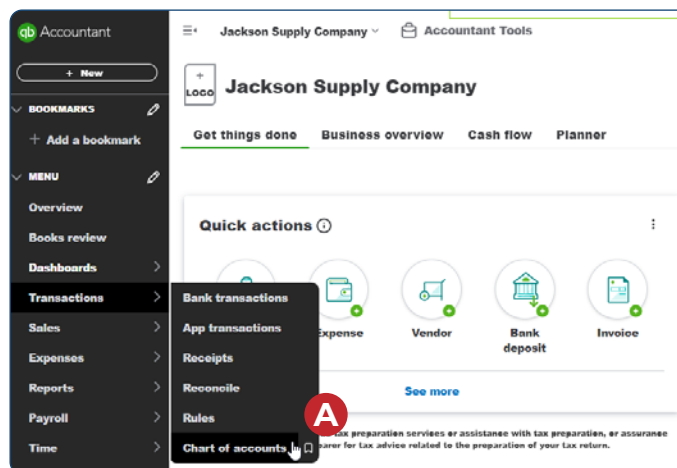 qb Accountant
Jackson Supply Company
Accountant Tools
+ New
+
LOGO
Jackson Supply Company
BOOKMARKS
+ Add a bookmark
Get things done
Business overview
Cash flow
Planner
MENU
Overview
Books review
Quick actions
Dashboards
Transactions
Sales
Expenses
Reports
Payroll
Time
Bank transactions
App transactions
Receipts
Reconcile
Rules
Chart of accounts
A
Expense
Vendor
Bank
deposit
Invoice
See more
tax preparation services or assistance with tax preparation, or assurance
for tax advice related to the preparation of your tax return.